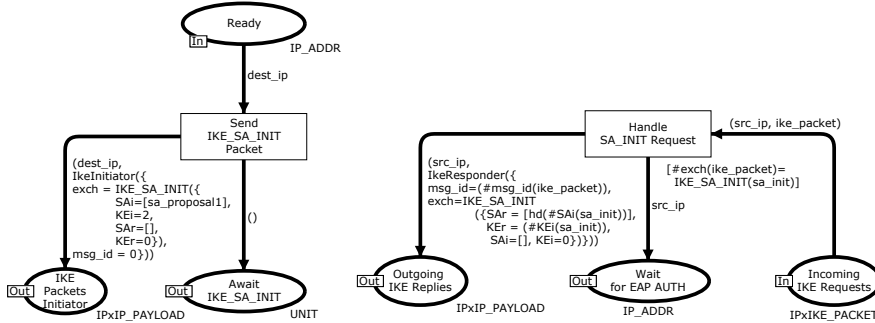 Ready
In
IP_ADDR
dest_ip
Send
IKE_SA_INIT
Packet
(dest_ip,
IkeInitiator({
exch = IKE_SA_INIT({
SAi=[sa_proposal1],
KEi=2,
SAr=[],
KEr=0}),
msg_id = 0}))
()
IKE
Packets
Initiator
Out
IPxIP_PAYLOAD
Await
IKE_SA_INIT
Out
UNIT
Handle
SA_INIT Request
(src_ip, ike_packet)
[#exch(ike_packet)=
IKE_SA_INIT(sa_init)]
(src_ip,
IkeResponder({
msg_id=(#msg_id(ike_packet)),
exch=IKE_SA_INIT
({SAr = [hd(#SAi(sa_init))],
KEr = (#KEi(sa_init)),
SAi=[], KEi=0})}))
src_ip
Outgoing
IKE Replies
Out
IPxIP_PAYLOAD
Wait
for EAP AUTH
Out
IP_ADDR
Incoming
IKE Requests
In
IPxIKE_PACKET